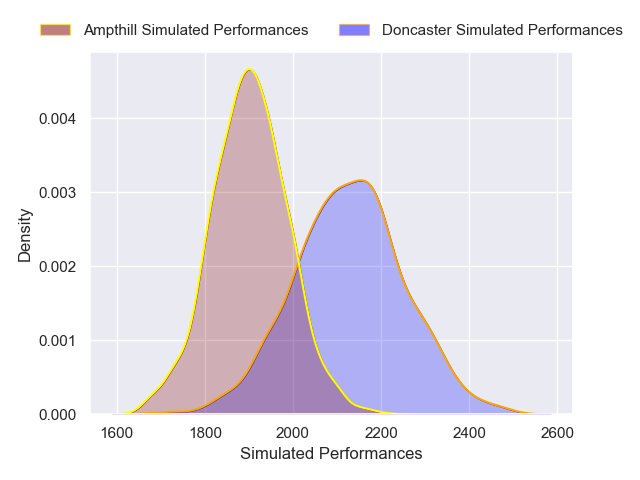 Ampthill Simulated Performances Doncaster Simulated Performances
0.004
0.003
0.002
0.001
0.000
Density
1600 1800 2000 2200 2400 2600
Simulated Performances